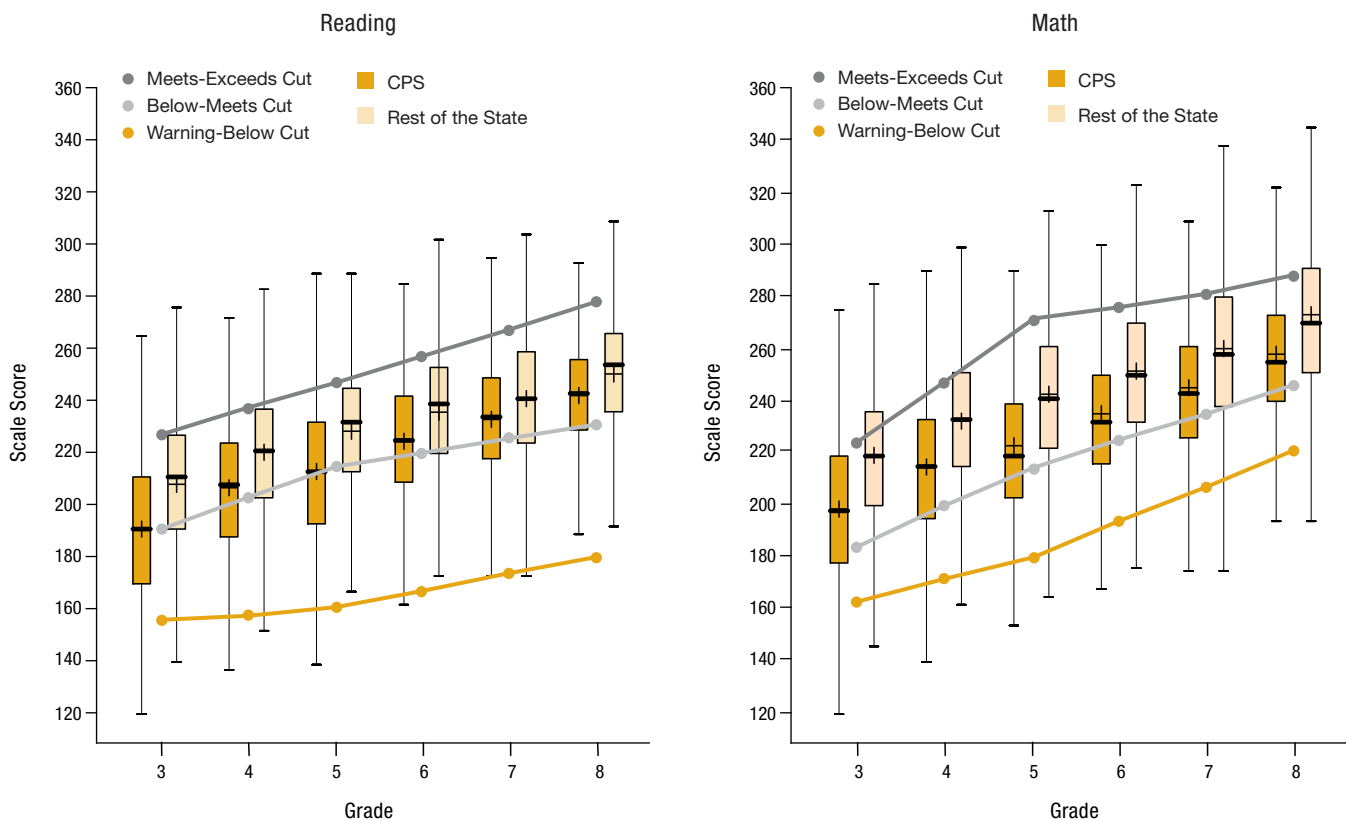 Reading
Meets-Exceeds Cut
Below-Meets Cut
Warning-Below Cut
CPS
Rest of the State
360
340
320
300
280
260
240
220
200
180
160
140
120
Scale Score
3 4 5 6 7 8
Grade
Math
Meets-Exceeds Cut
Below-Meets Cut
Warning-Below Cut
CPS
Rest of the State
360
340
320
300
280
260
240
220
200
180
160
140
120
Scale Score
3 4 5 6 7 8
Grade